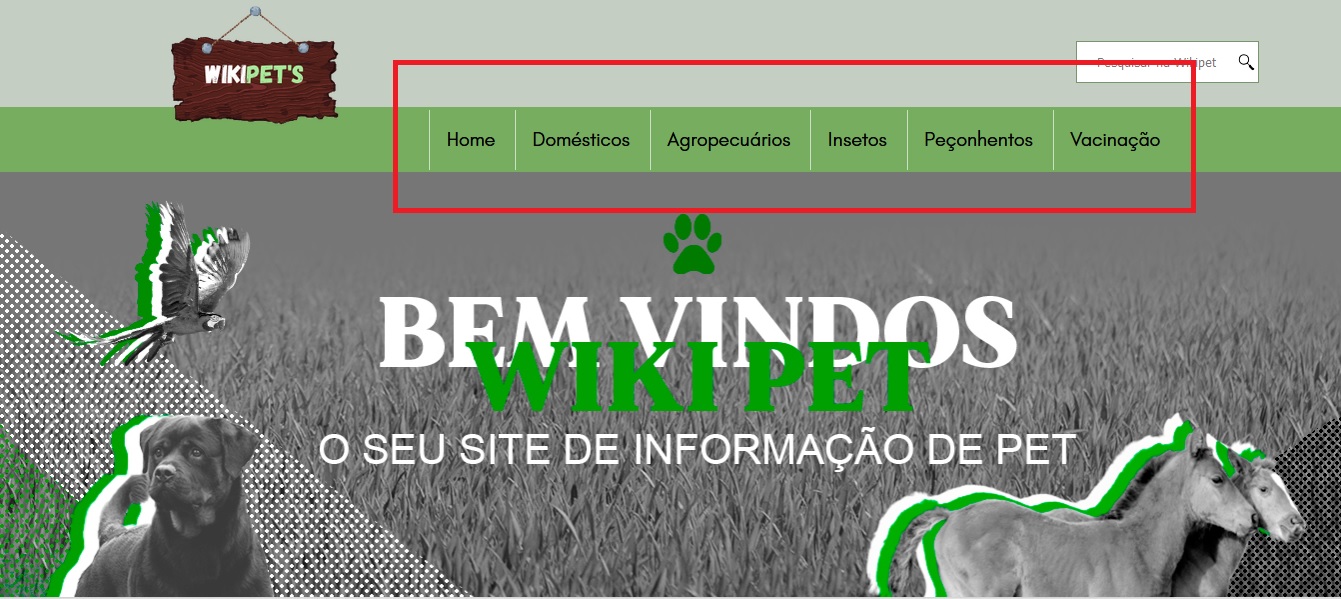 WIKIPET'S
Pesquisar na Wikipet
Home Domésticos Agropecuários Insetos Peçonhentos Vacinação
BEM VINDOS
WIKI PET
O SEU SITE DE INFORMAÇÃO DE PET